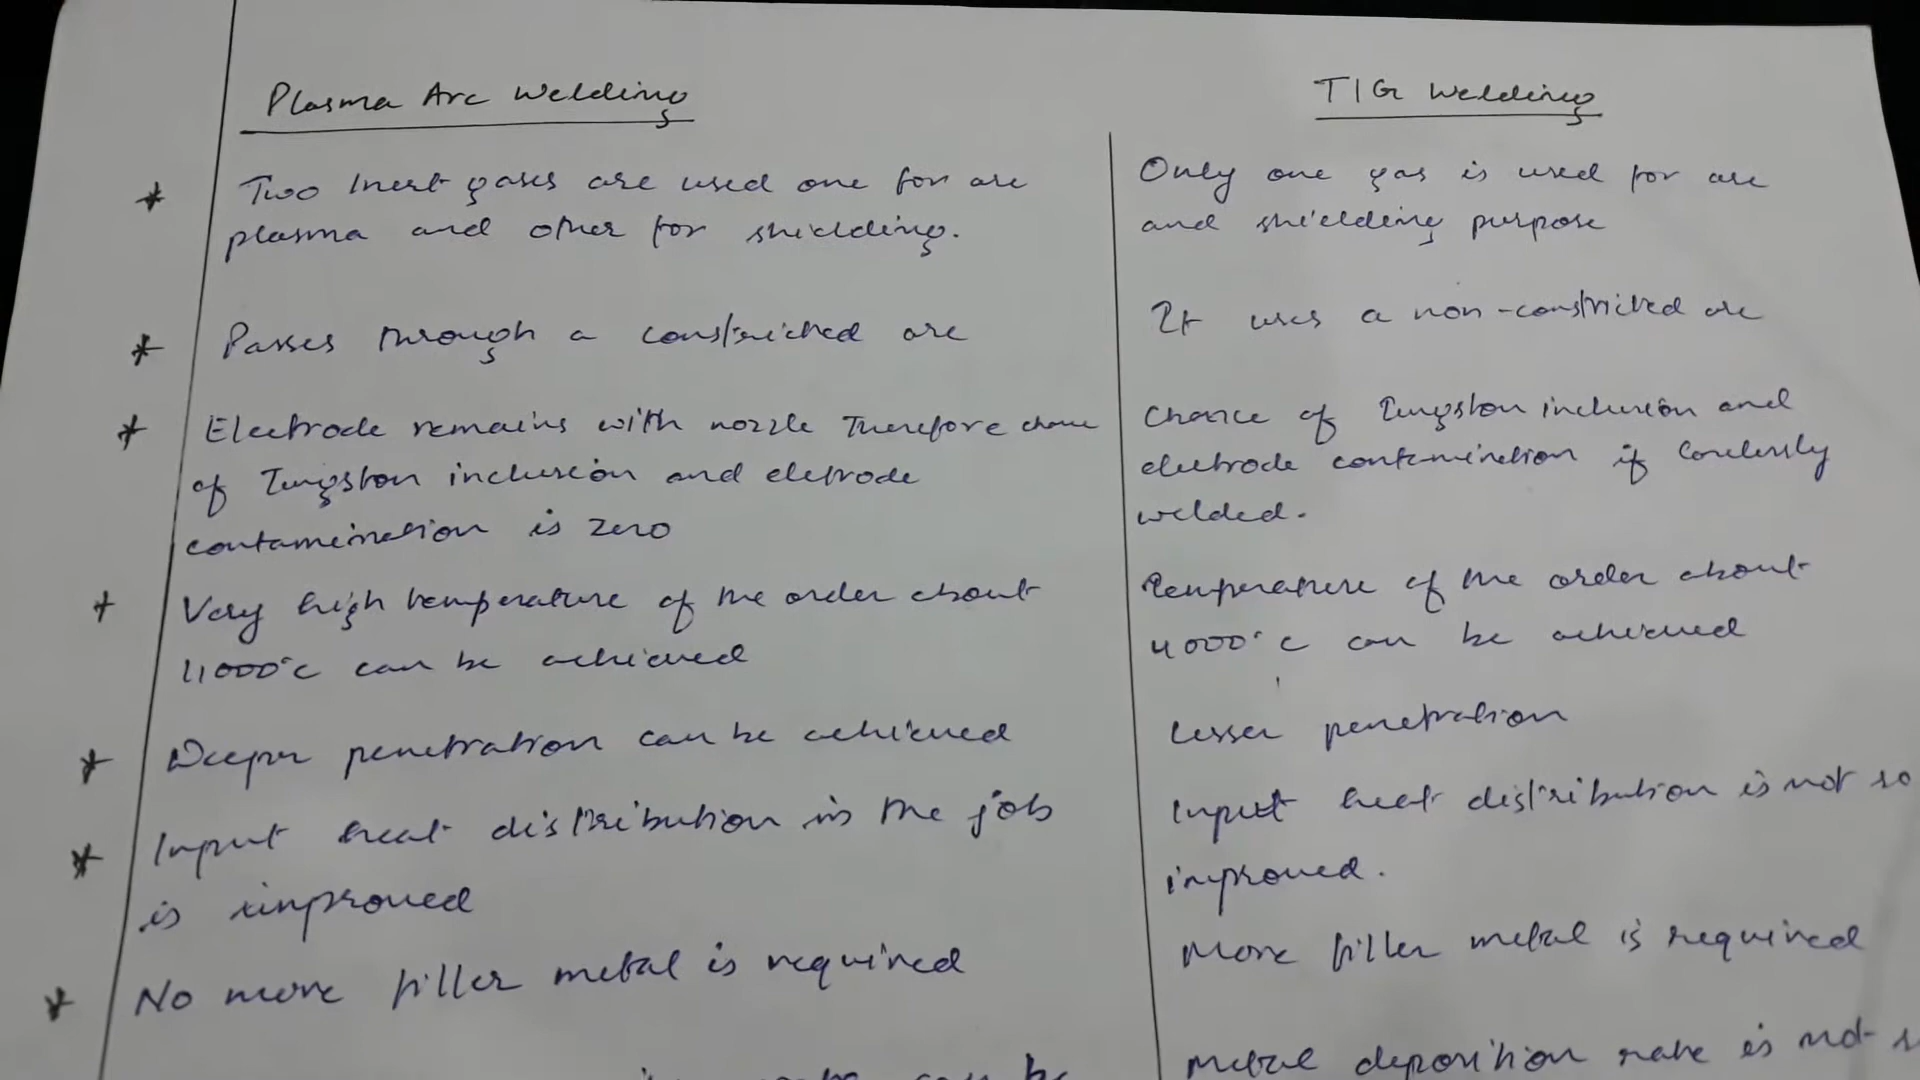 Plasma Arc Welding
Two Inert gases are used one for arc
plasma and other for shielding.
Passes through a constricted arc
Electrode remains with nozzle Therefore chance
of Tungston inclusion and eletrode
contamination is zero
Very high temperature of the order about
11000°C can be achieved
Deeper penetration can be achieved
Input heat distribution in the job
is improved
No more filler metal is required
can be
TIG Welding
Only one gas is used for arc
and shielding purpose
It uses a non-constricted arc
Chance of Tungston inclusion and
electrode contamination if Carelessly
welded.
Temperature of the order about
4000°C can be achieved
Lesser penetration
Input heat distribution is not so
improved.
More filler metal is required
Metal deposition rate is not